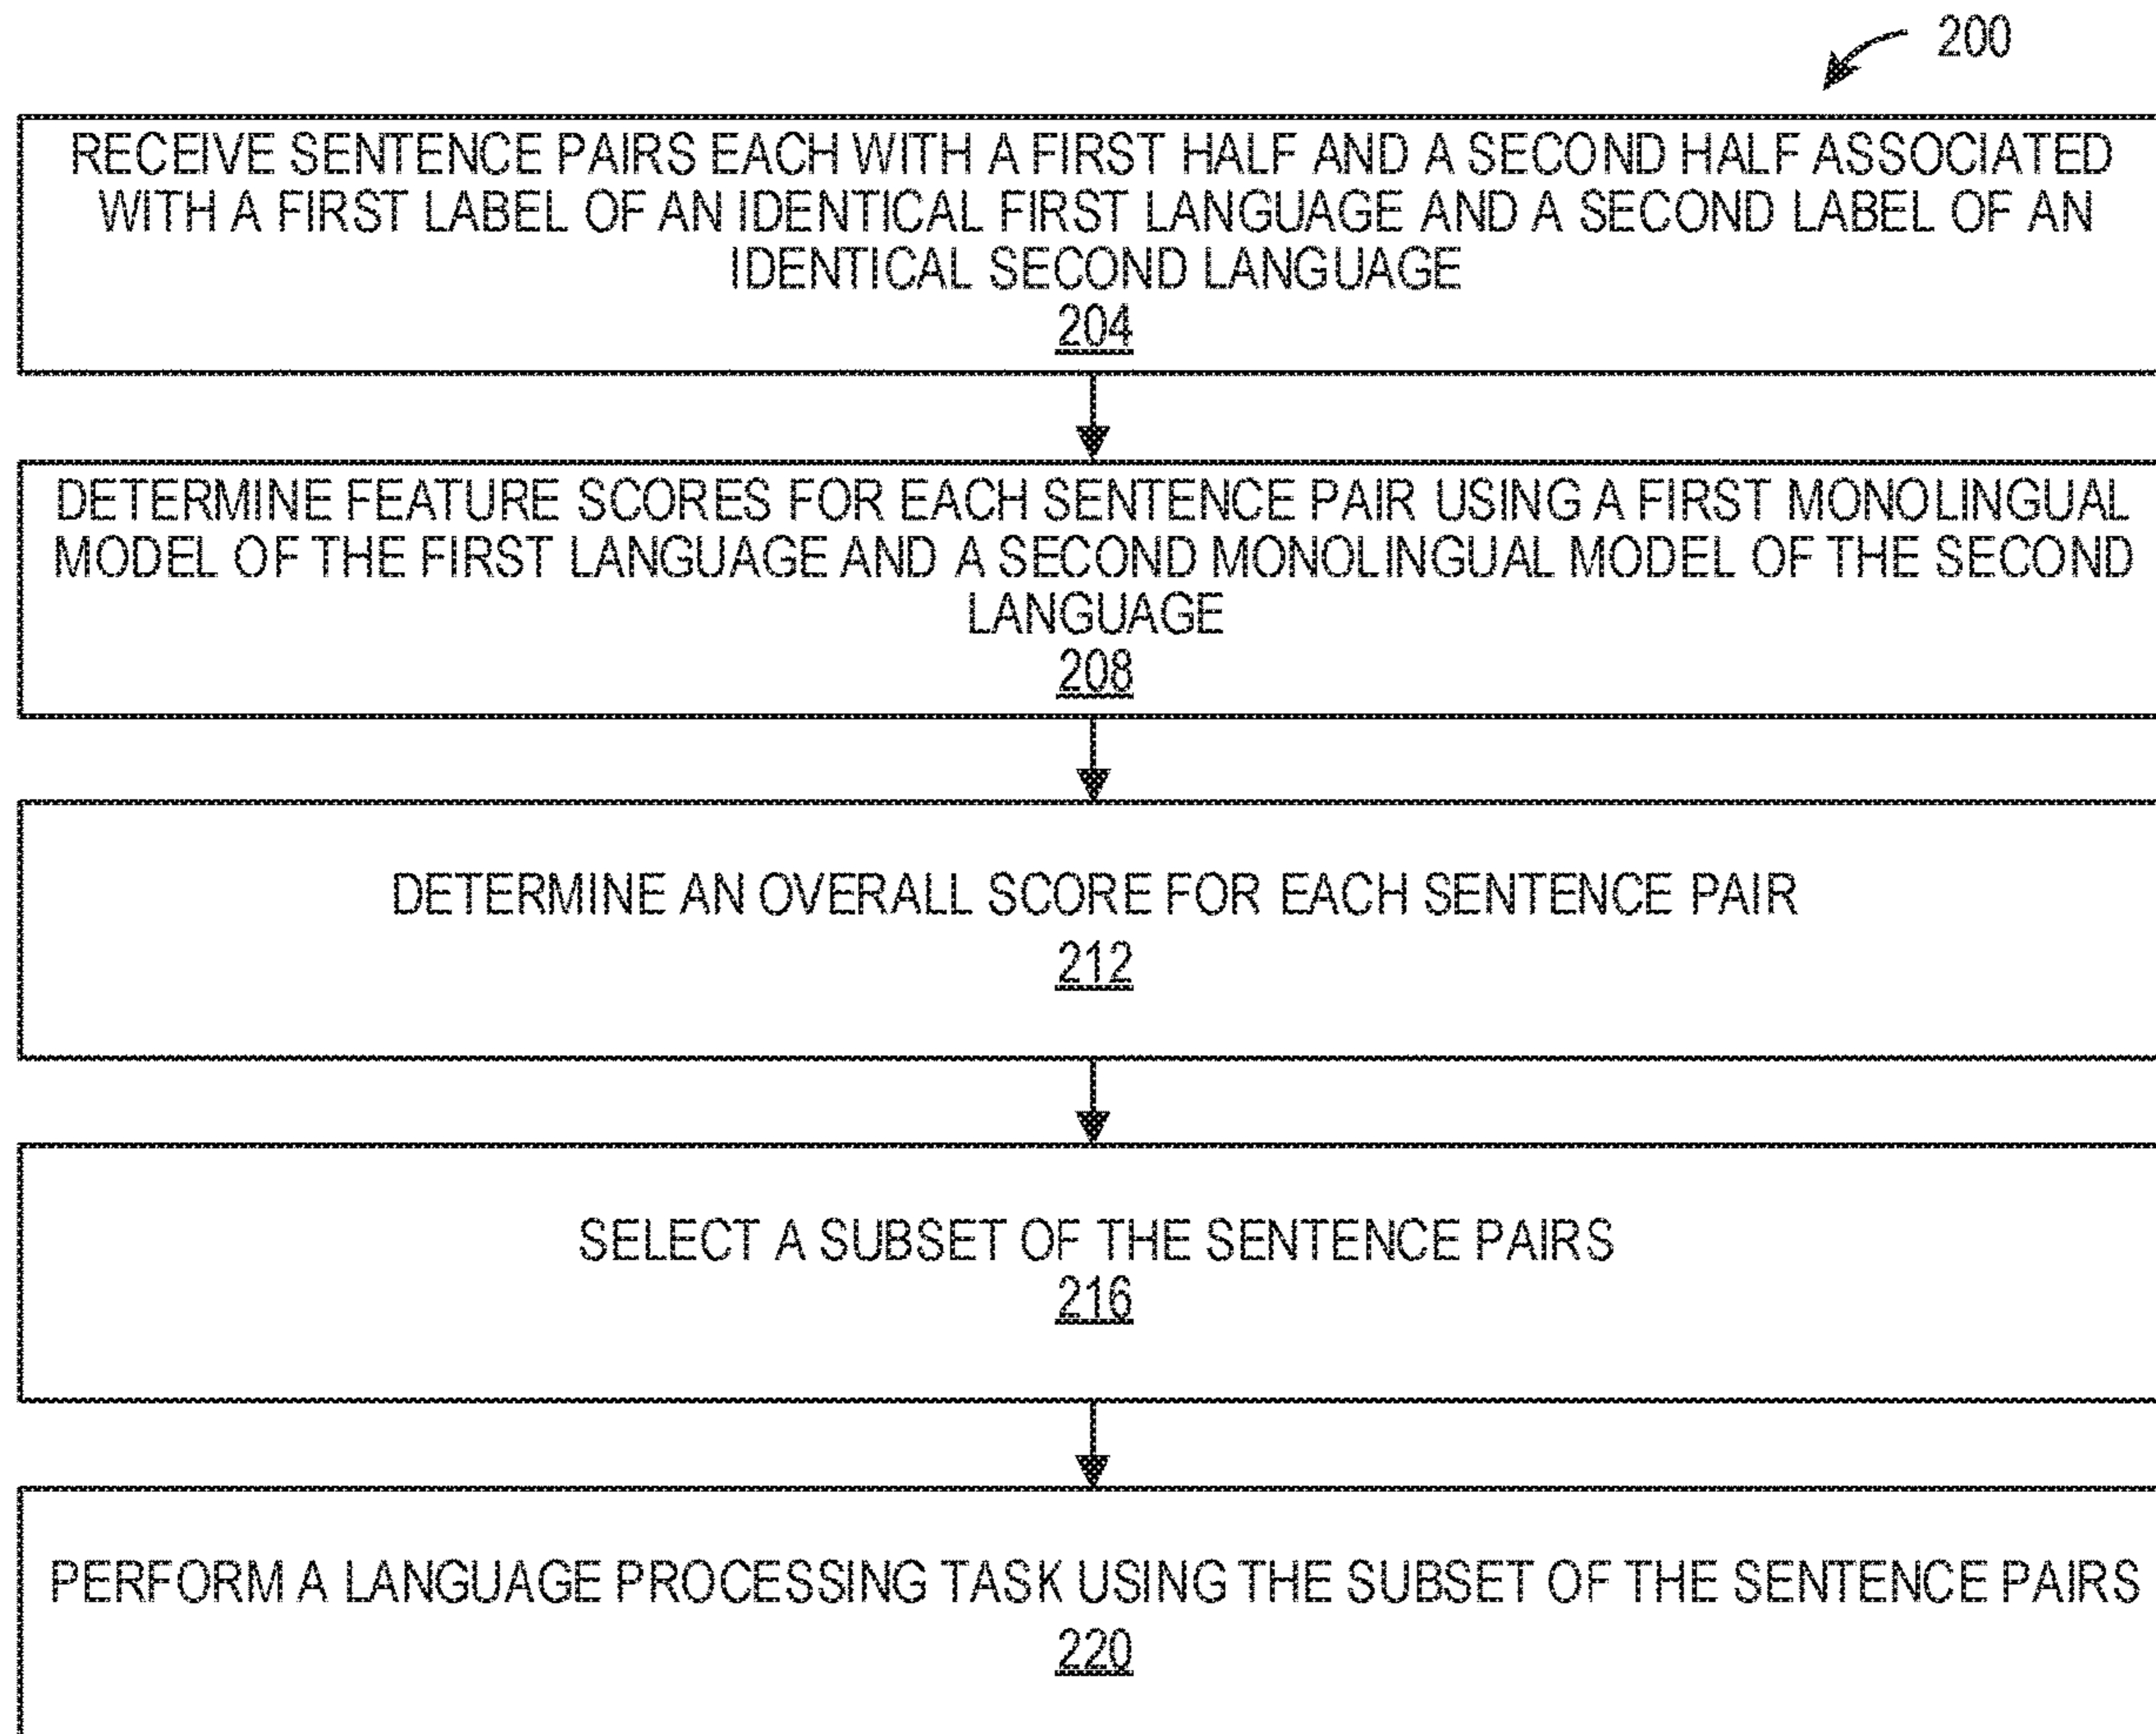 200
RECEIVE SENTENCE PAIRS EACH WITH A FIRST HALF AND A SECOND HALF ASSOCIATED
WITH A FIRST LABEL OF AN IDENTICAL FIRST LANGUAGE AND A SECOND LABEL OF AN
IDENTICAL SECOND LANGUAGE
204
DETERMINE FEATURE SCORES FOR EACH SENTENCE PAIR USING A FIRST MONOLINGUAL
MODEL OF THE FIRST LANGUAGE AND A SECOND MONOLINGUAL MODEL OF THE SECOND
LANGUAGE
208
DETERMINE AN OVERALL SCORE FOR EACH SENTENCE PAIR
212
SELECT A SUBSET OF THE SENTENCE PAIRS
216
PERFORM A LANGUAGE PROCESSING TASK USING THE SUBSET OF THE SENTENCE PAIRS
220